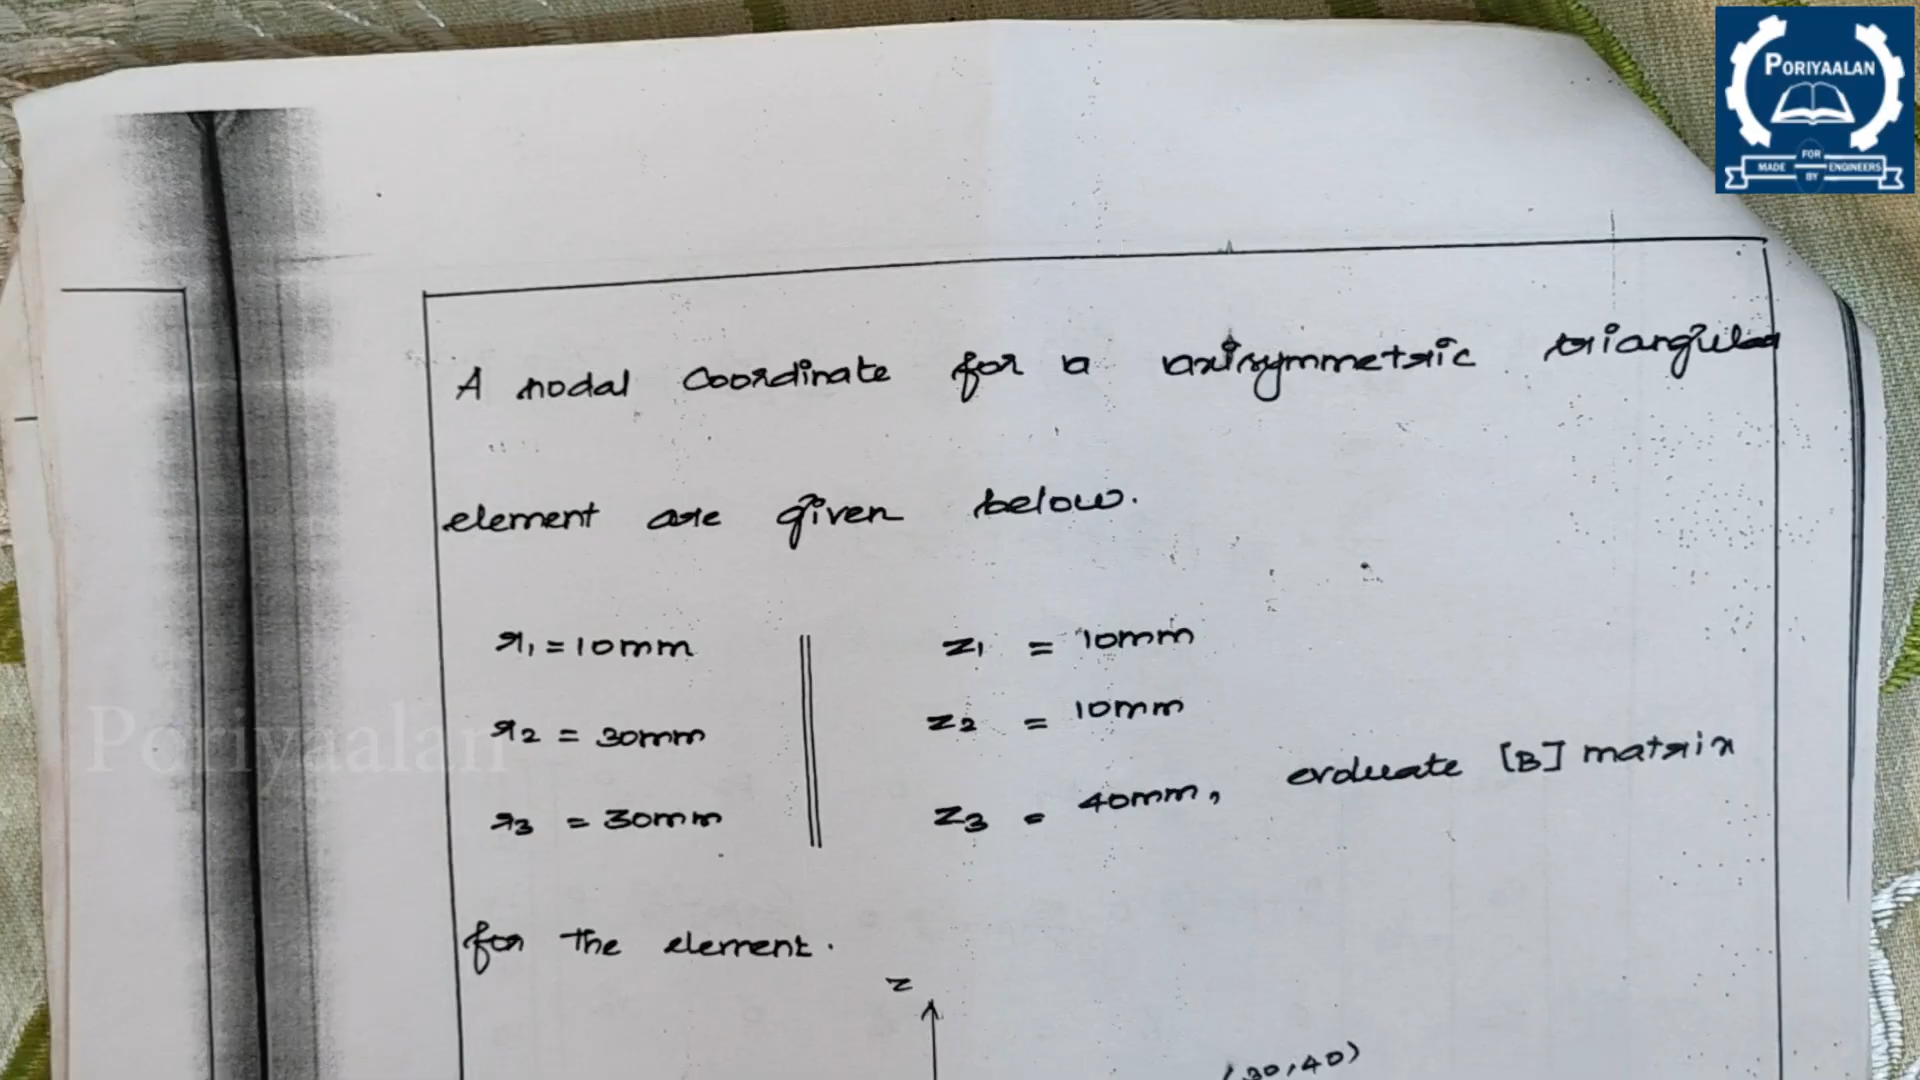 PORIYAALAN
MADE FOR ENGINEERS
BY
A nodal coordinate for a axisymmetric triangular
element are given below.
r1 = 10mm z1 = 10mm
r2 = 30mm z2 = 10mm
r3 = 30mm z3 = 40mm, evaluate [B] matrix
Poriyaalan
for the element.
z
(30,40)